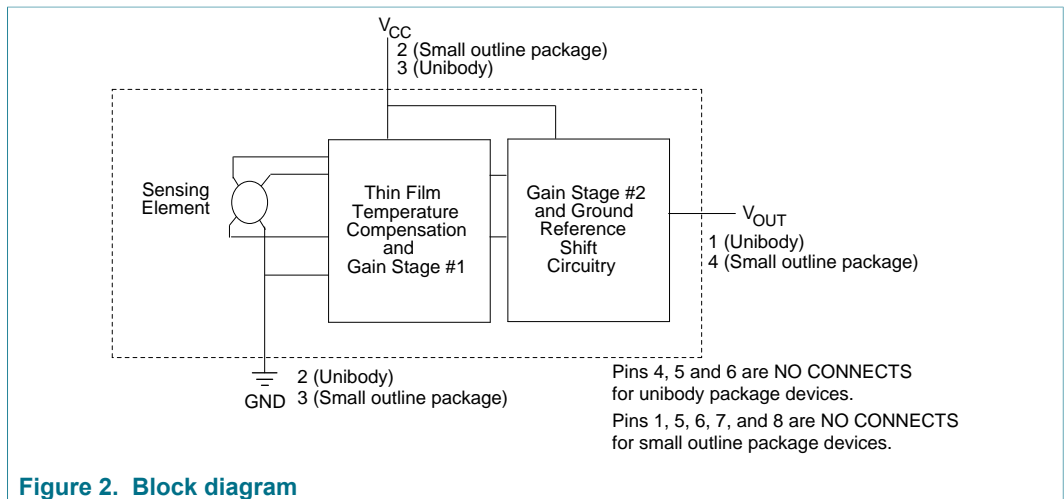 VCC
2 (Small outline package)
3 (Unibody)
Sensing
Element
Thin Film
Temperature
Compensation
and
Gain Stage #1
Gain Stage #2
and Ground
Reference
Shift
Circuitry
VOUT
1 (Unibody)
4 (Small outline package)
2 (Unibody)
GND 3 (Small outline package)
Pins 4, 5 and 6 are NO CONNECTS
for unibody package devices.
Pins 1, 5, 6, 7, and 8 are NO CONNECTS
for small outline package devices.
Figure 2. Block diagram